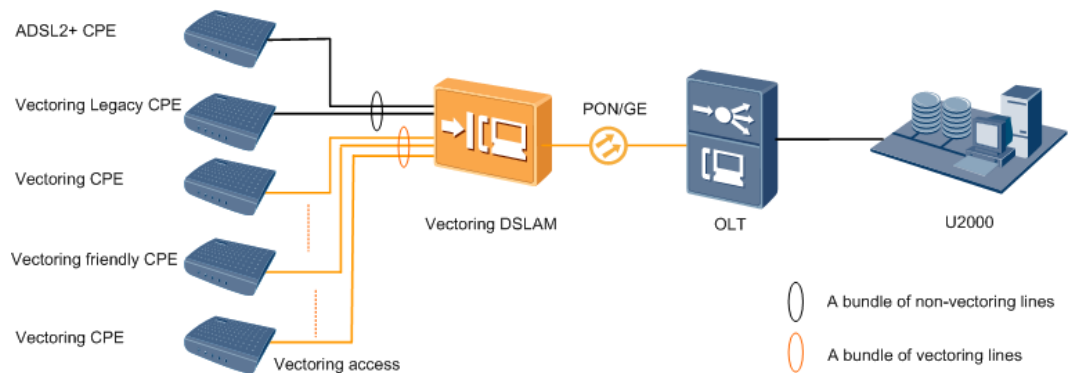 ADSL2+ CPE
Vectoring Legacy CPE
PON/GE
Vectoring CPE
Vectoring DSLAM
OLT
U2000
Vectoring friendly CPE
A bundle of non-vectoring lines
Vectoring CPE
Vectoring access
A bundle of vectoring lines